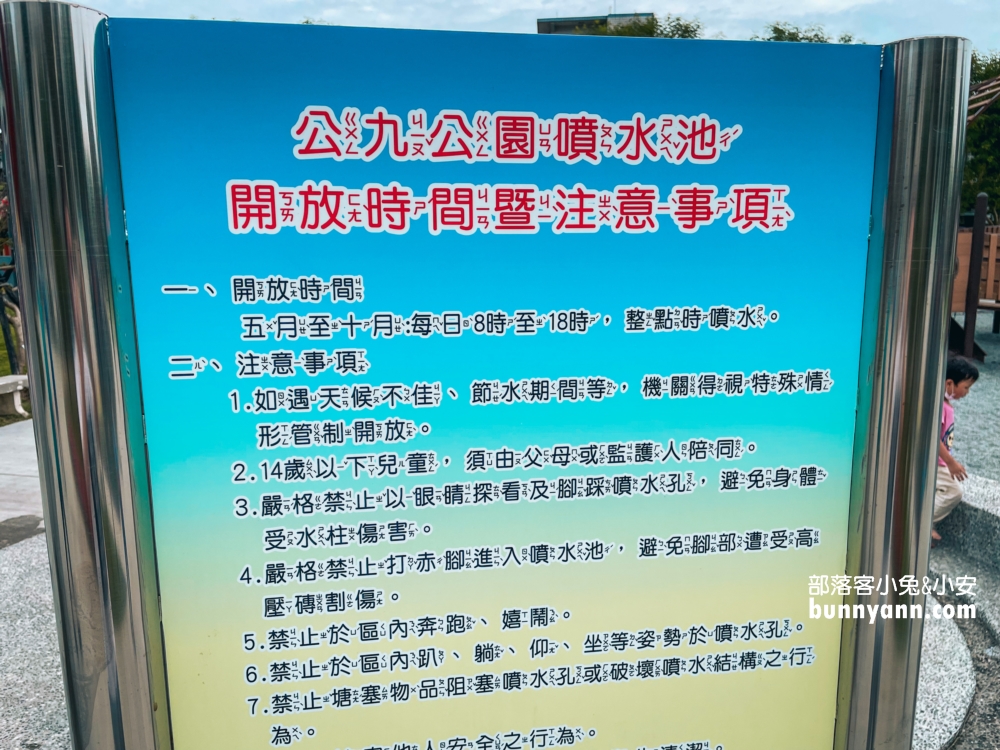 公九公園噴水池
開放時間暨注意事項
一、開放時間
五月至十月:每日8時至18時，整點時噴水。
二、注意事項
1.如遇天候不佳、節水期間等，機關得視特殊情
形管制開放。
2.14歲以下兒童，須由父母或監護人陪同。
3.嚴格禁止以眼睛探看及腳踩噴水孔，避免身體
受水柱傷害。
4.嚴格禁止打赤腳進入噴水池，避免腳部遭受高
壓磚割傷。
5.禁止於區內奔跑、嬉鬧。
6.禁止於區內趴、躺、仰、坐等姿勢於噴水孔。
7.禁止塘塞物品阻塞噴水孔或破壞噴水結構之行
為。
他人安全之行為。
清潔。
部落客小兔&小安
bunnyann.com